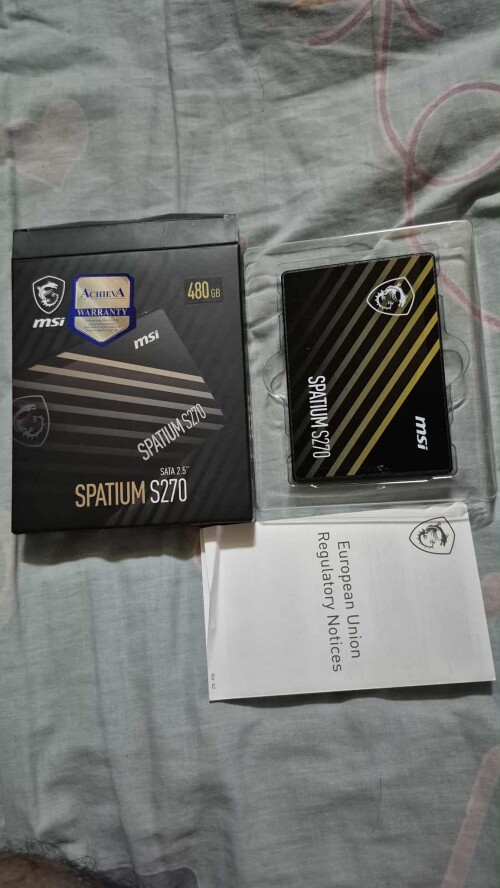 msi
ACHIEVA
WARRANTY
480 GB
msi
SPATIUM S270
SATA 2.5"
SPATIUM S270
SPATIUM S270
msi
European Union
Regulatory Notices